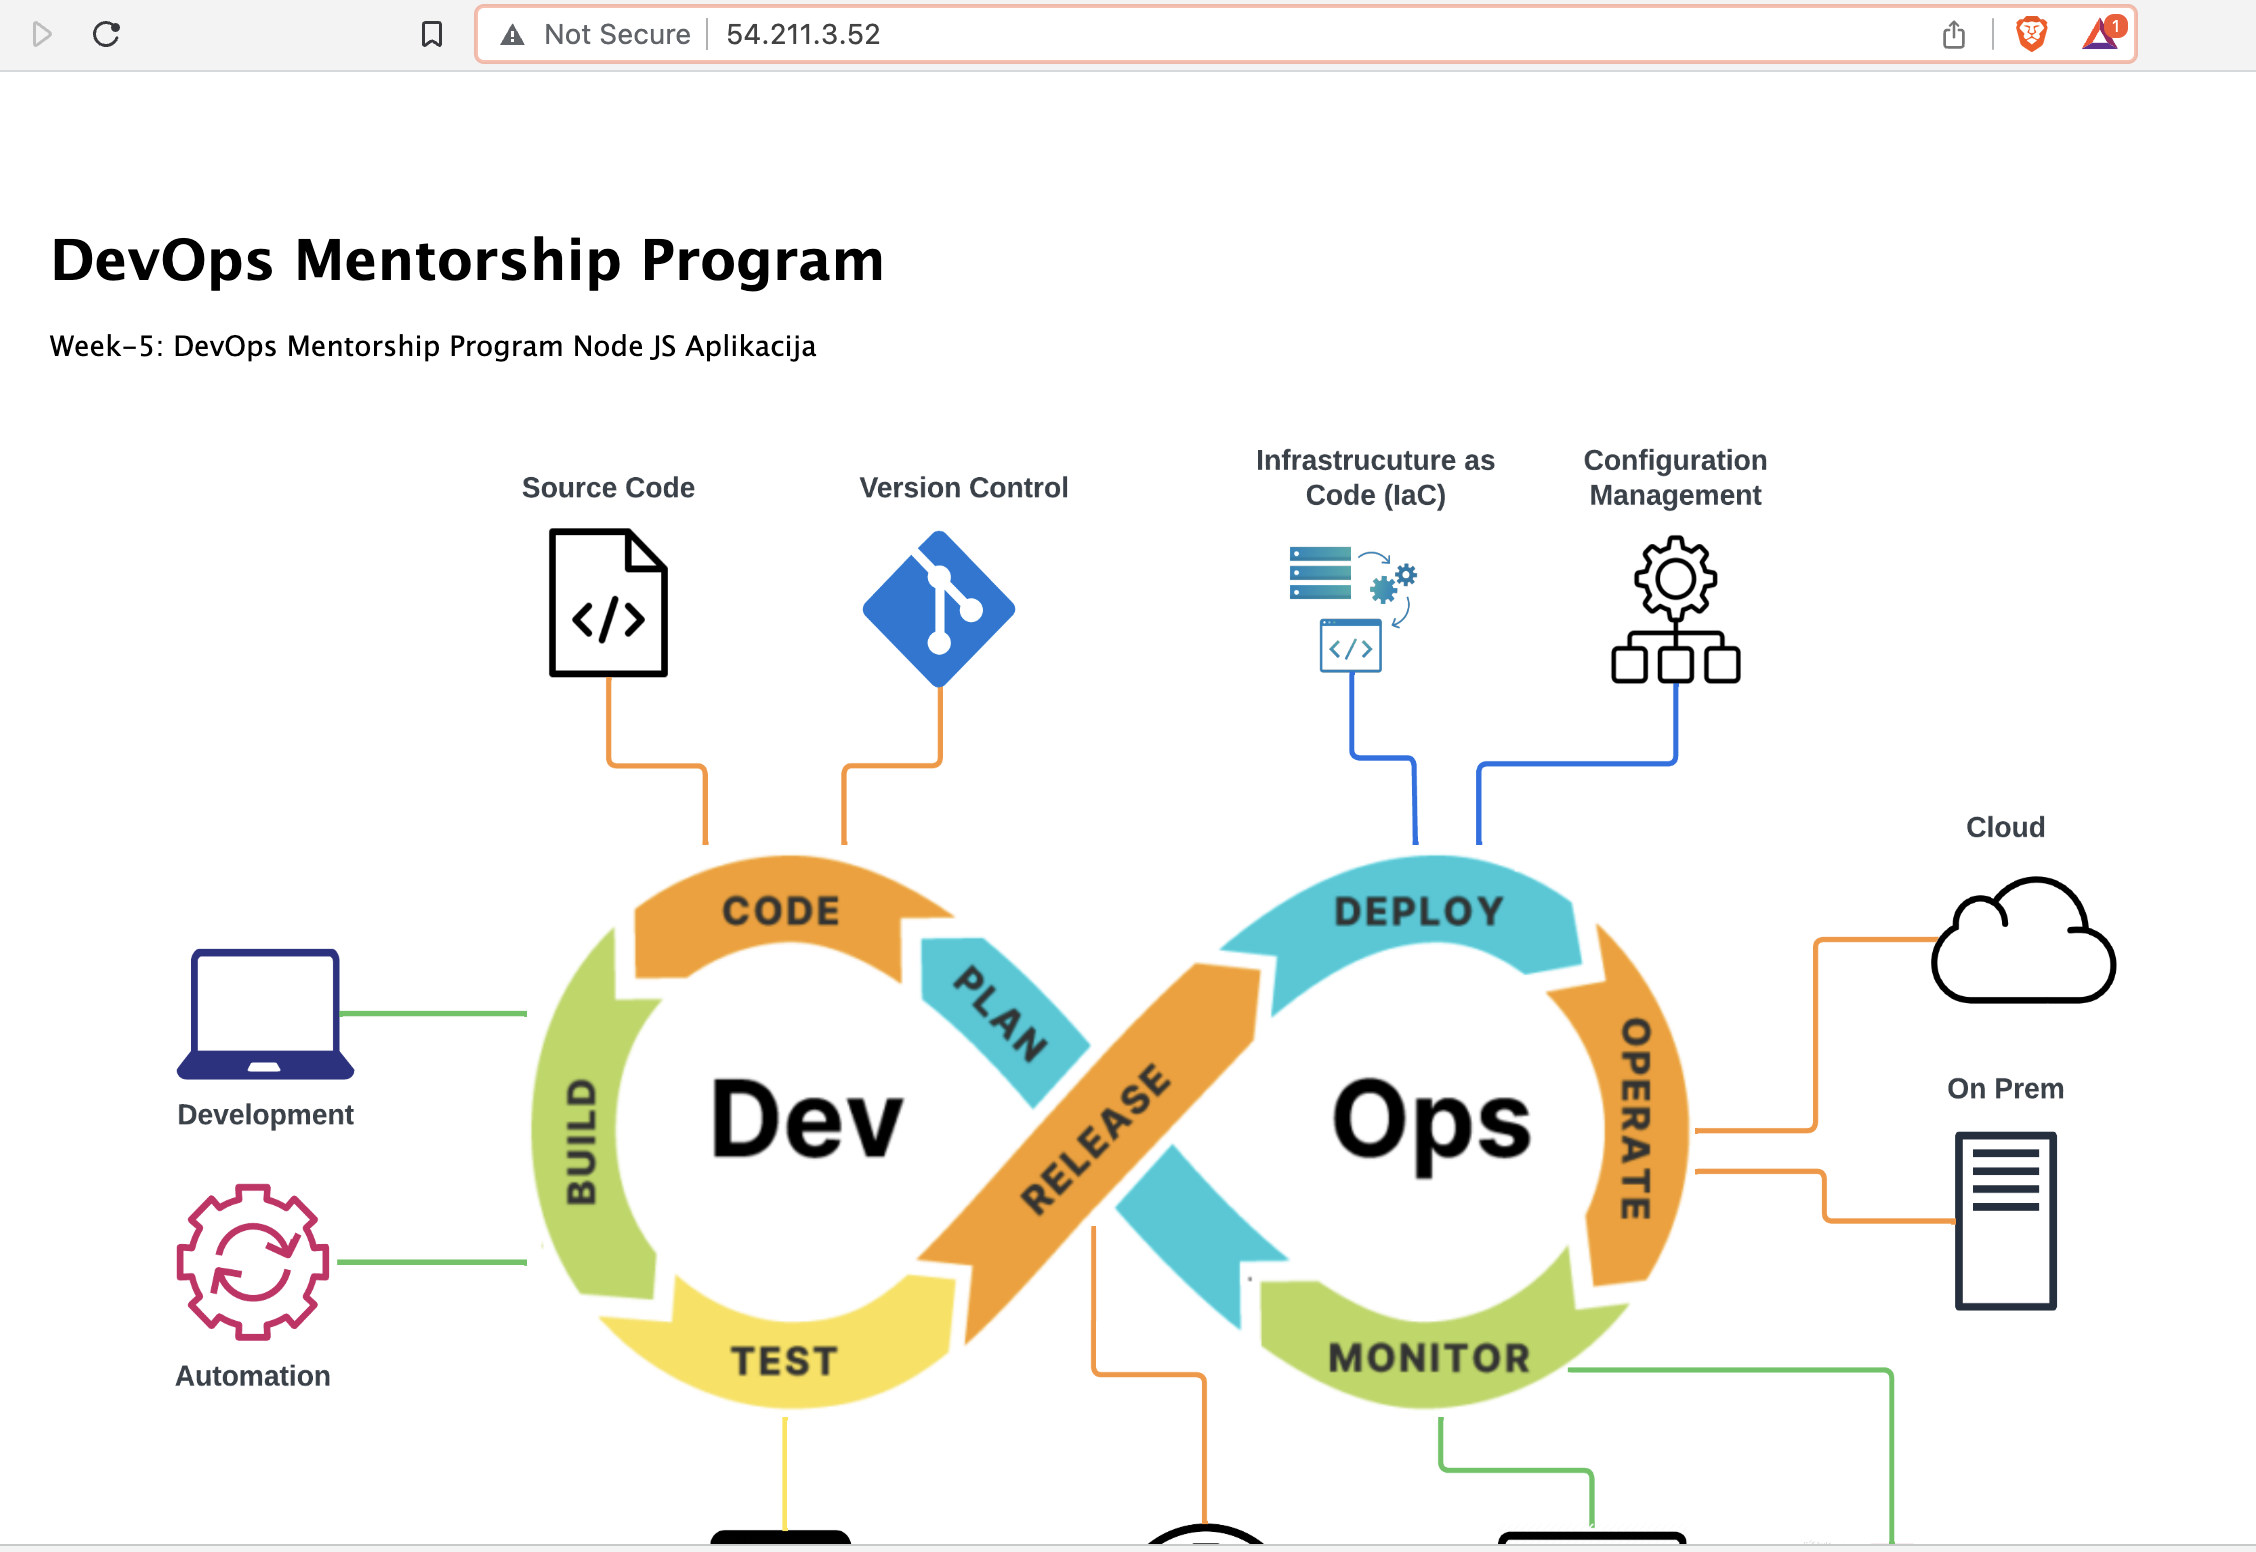 Not Secure
54.211.3.52
1
DevOps Mentorship Program
Week-5: DevOps Mentorship Program Node JS Aplikacija
Source Code
Version Control
Infrastrucuture as
Code (IaC)
Configuration
Management
</>
</>
Cloud
CODE
DEPLOY
PLAN
OPERATE
On Prem
Development
BUILD
Dev
RELEASE
Ops
Automation
TEST
MONITOR